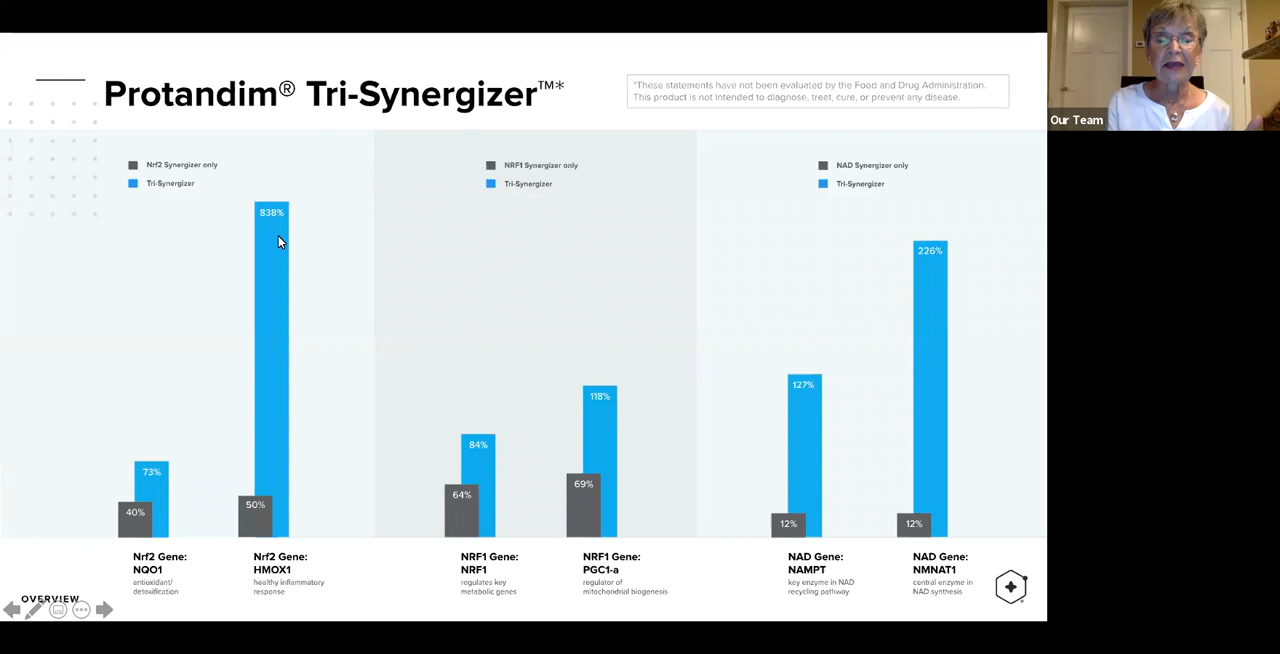 Protandim® Tri-Synergizer™*
*These statements have not been evaluated by the Food and Drug Administration.
This product is not intended to diagnose, treat, cure, or prevent any disease.
Our Team
Nrf2 Synergizer only
Tri-Synergizer
NRF1 Synergizer only
Tri-Synergizer
NAD Synergizer only
Tri-Synergizer
40%
73%
50%
838%
64%
84%
69%
118%
12%
127%
12%
226%
Nrf2 Gene:
NQO1
antioxidant/
detoxification
Nrf2 Gene:
HMOX1
healthy inflammatory
response
NRF1 Gene:
NRF1
regulates key
metabolic genes
NRF1 Gene:
PGC1-a
regulator of
mitochondrial biogenesis
NAD Gene:
NAMPT
key enzyme in NAD
recycling pathway
NAD Gene:
NMNAT1
central enzyme in
NAD synthesis
OVERVIEW